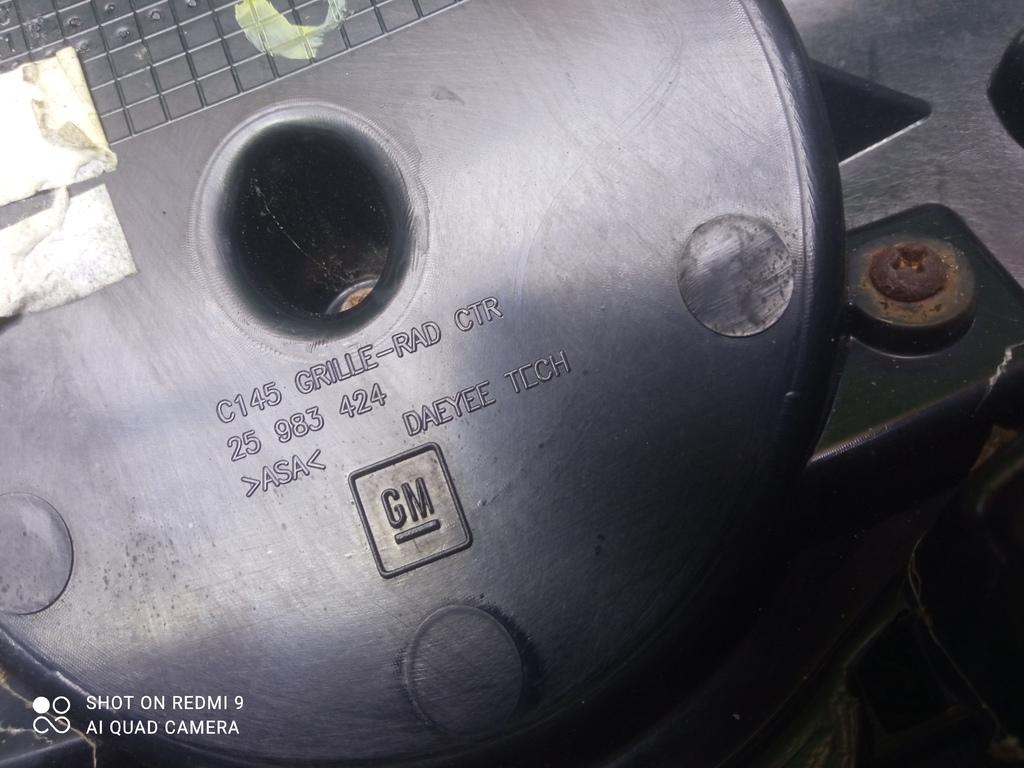 C145 GRILLE-RAD CTR
25 983 424 DAEYEE TECH
>ASA<
GM
SHOT ON REDMI 9
AI QUAD CAMERA